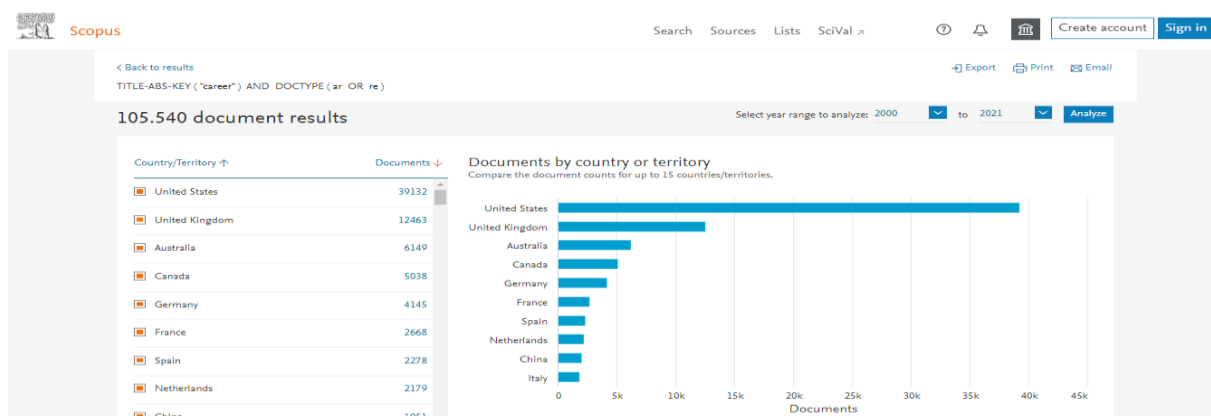 Scopus
Search Sources Lists SciVal ↗
Create account
Sign in
< Back to results
Export Print Email
TITLE-ABS-KEY ( "career" ) AND DOCTYPE ( ar OR re )
105.540 document results
Select year range to analyze: 2000 to 2021 Analyze
Country/Territory ↑ Documents ↓
United States 39132
United Kingdom 12463
Australia 6149
Canada 5038
Germany 4145
France 2668
Spain 2278
Netherlands 2179
China 1951
Documents by country or territory
Compare the document counts for up to 15 countries/territories.
United States
United Kingdom
Australia
Canada
Germany
France
Spain
Netherlands
China
Italy
0 5k 10k 15k 20k 25k 30k 35k 40k 45k
Documents